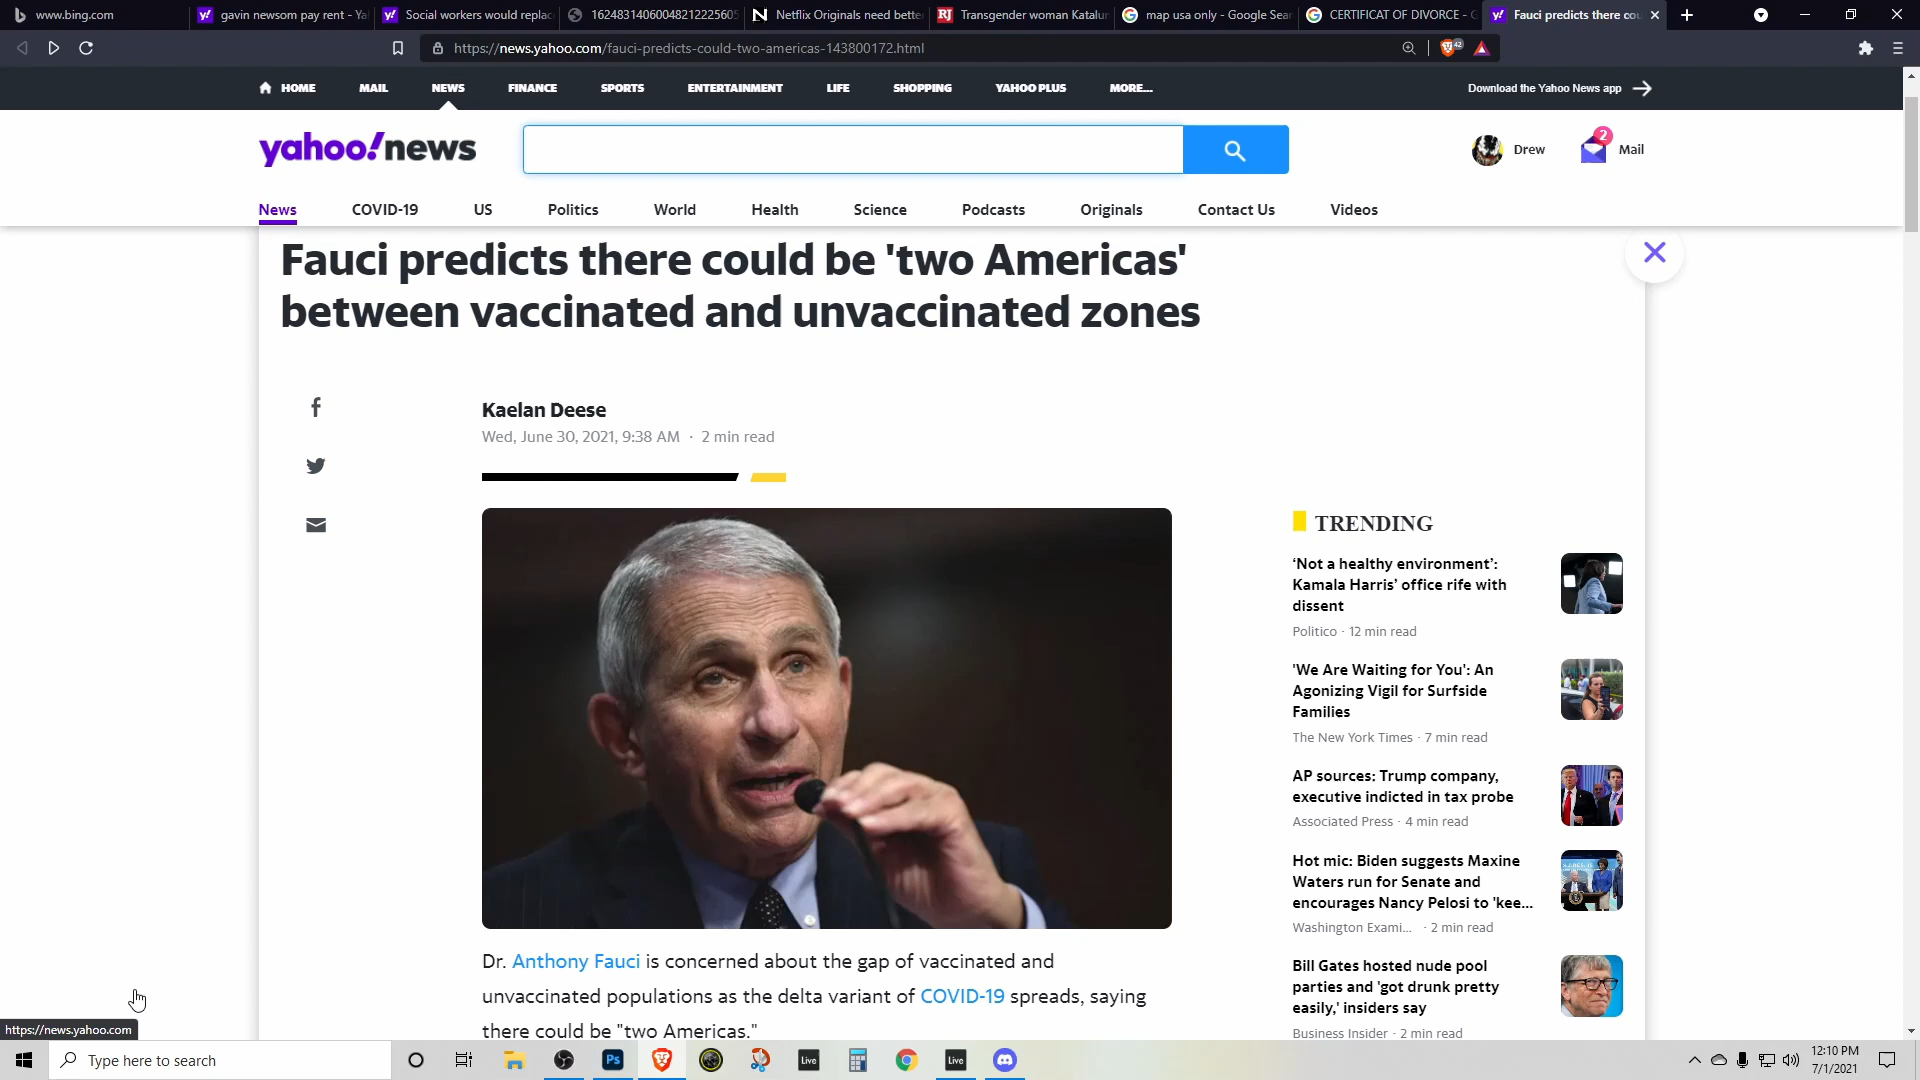 www.bing.com
gavin newsom pay rent - Ya
Social workers would replac
16248314060048212225605
Netflix Originals need bette
Transgender woman Katalu
map usa only - Google Sear
CERTIFICAT OF DIVORCE - G
Fauci predicts there cou
https://news.yahoo.com/fauci-predicts-could-two-americas-143800172.html
42
HOME MAIL NEWS FINANCE SPORTS ENTERTAINMENT LIFE SHOPPING YAHOO PLUS MORE...
Download the Yahoo News app
yahoo!news
Drew
2
Mail
News COVID-19 US Politics World Health Science Podcasts Originals Contact Us Videos
Fauci predicts there could be 'two Americas'
between vaccinated and unvaccinated zones
Kaelan Deese
Wed, June 30, 2021, 9:38 AM · 2 min read
Dr. Anthony Fauci is concerned about the gap of vaccinated and
unvaccinated populations as the delta variant of COVID-19 spreads, saying
there could be "two Americas."
TRENDING
‘Not a healthy environment’:
Kamala Harris’ office rife with
dissent
Politico · 12 min read
'We Are Waiting for You': An
Agonizing Vigil for Surfside
Families
The New York Times · 7 min read
AP sources: Trump company,
executive indicted in tax probe
Associated Press · 4 min read
Hot mic: Biden suggests Maxine
Waters run for Senate and
encourages Nancy Pelosi to 'kee...
Washington Exami... · 2 min read
Bill Gates hosted nude pool
parties and 'got drunk pretty
easily,' insiders say
Business Insider · 2 min read
https://news.yahoo.com
Type here to search
Ps
Live
Live
12:10 PM
7/1/2021